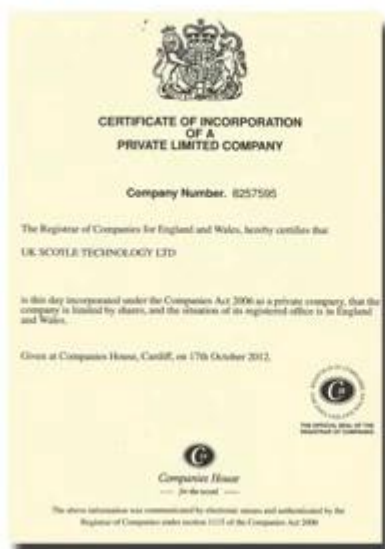 CERTIFICATE OF INCORPORATION
OF A
PRIVATE LIMITED COMPANY
Company Number. 8257595
The Registrar of Companies for England and Wales, hereby certifies that
UK SCOYLE TECHNOLOGY LTD
is this day incorporated under the Companies Act 2006 as a private company, that the
company is limited by shares, and the situation of its registered office is in England
and Wales.
Given at Companies House, Cardiff, on 17th October 2012.
THE OFFICIAL SEAL OF THE
REGISTRAR OF COMPANIES
Companies House
for the record
The above information was communicated by electronic means and authenticated by the
Registrar of Companies under section 1115 of the Companies Act 2006